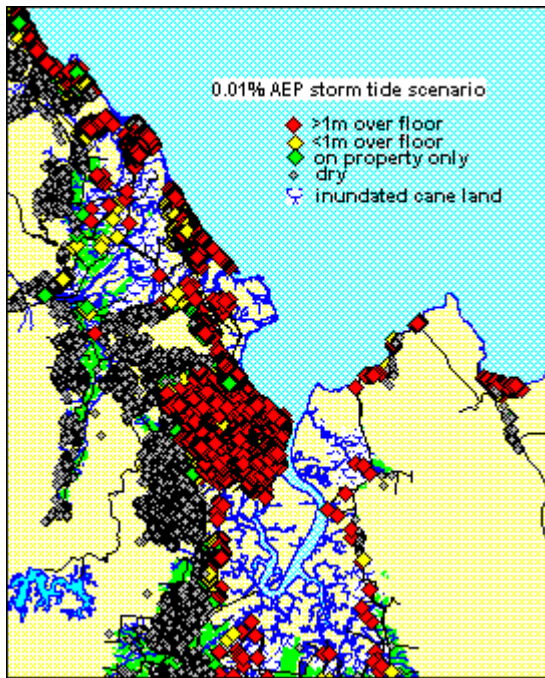 0.01% AEP storm tide scenario
>1m over floor
<1m over floor
on property only
dry
inundated cane land